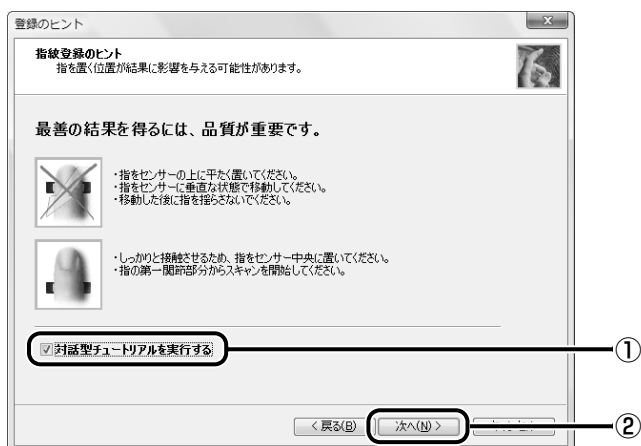 登録のヒント
指紋登録のヒント
指を置く位置が結果に影響を与える可能性があります。
最善の結果を得るには、品質が重要です。
・指をセンサーの上に平たく置いてください。
・指をセンサーに垂直な状態で移動してください。
・移動した後に指を揺らさないでください。
・しっかりと接触させるため、指をセンサー中央に置いてください。
・指の第一関節部分からスキャンを開始してください。
対話型チュートリアルを実行する
①
< 戻る(B) 次へ(N) >
②